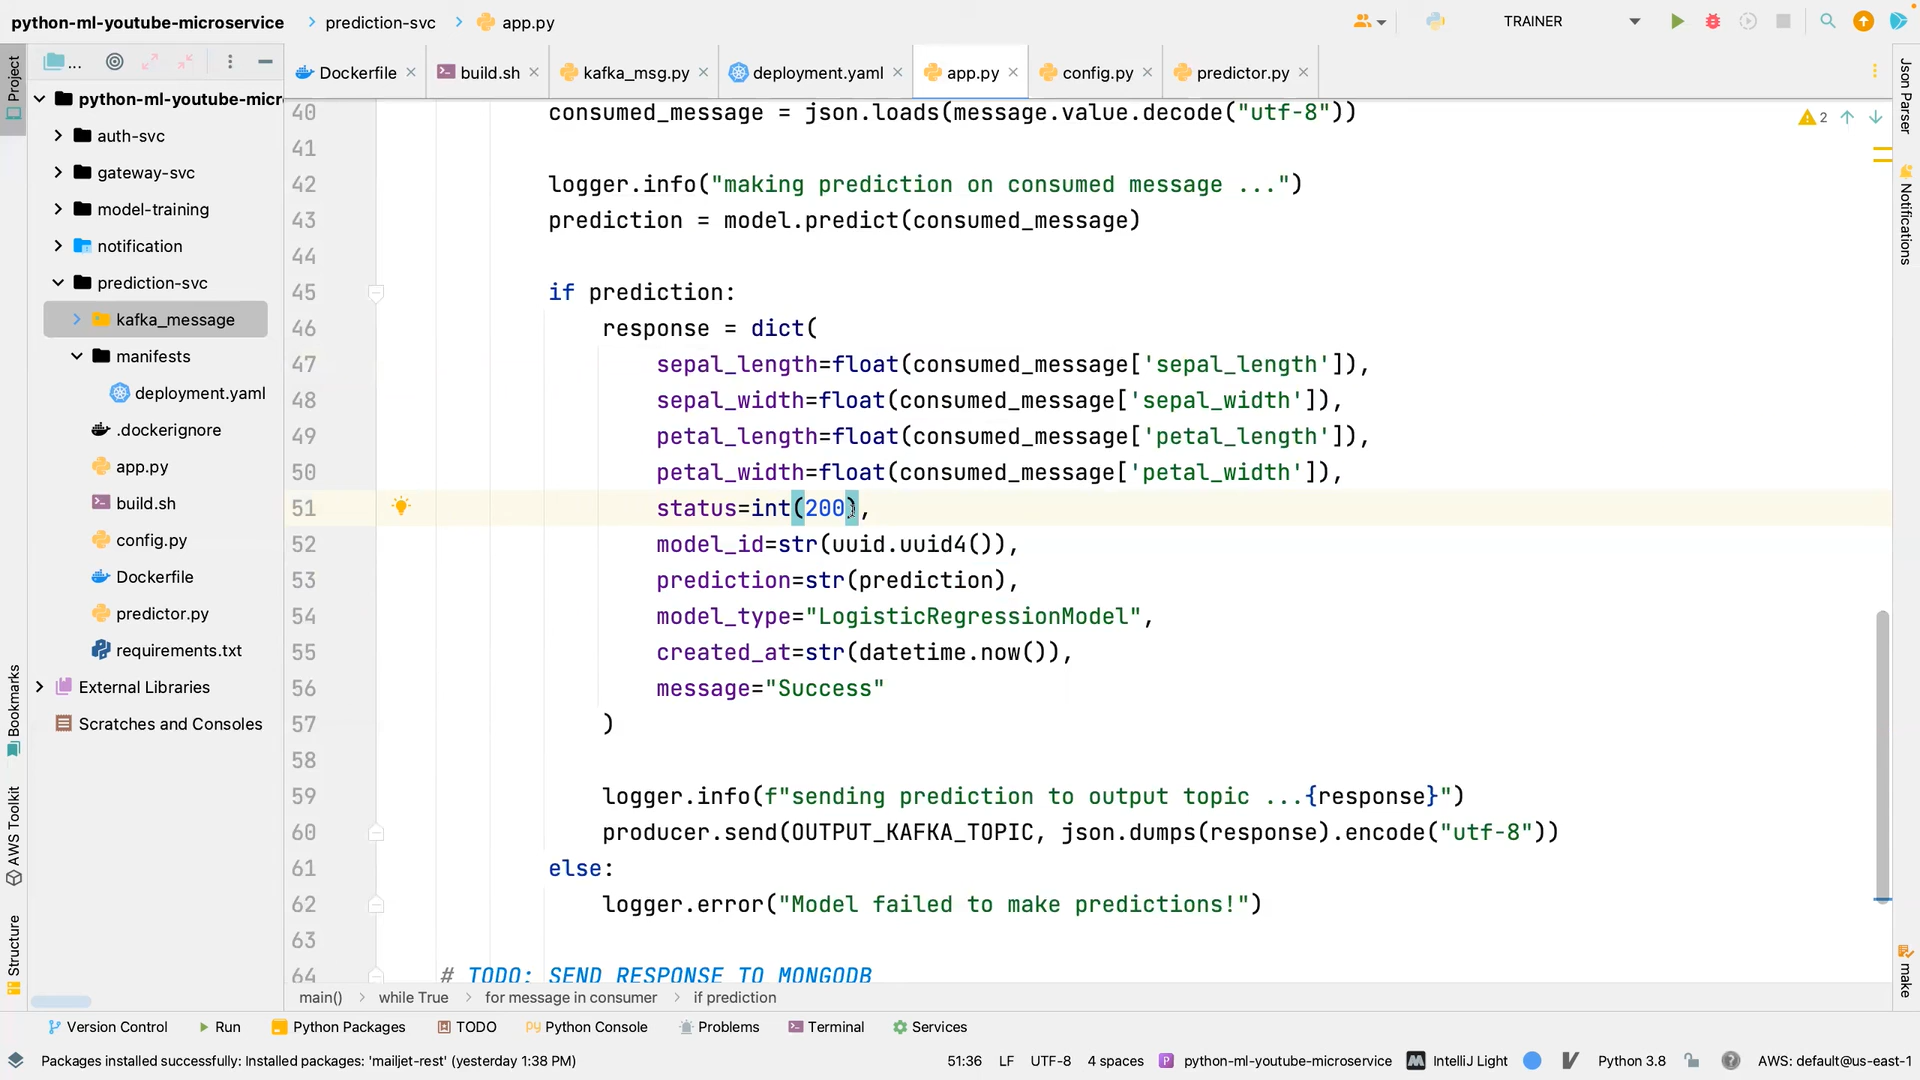 python-ml-youtube-microservice prediction-svc app.py TRAINER
Project ... Dockerfile build.sh kafka_msg.py deployment.yaml app.py config.py predictor.py
python-ml-youtube-micr
auth-svc
gateway-svc
model-training
notification
prediction-svc
kafka_message
manifests
deployment.yaml
.dockerignore
app.py
build.sh
config.py
Dockerfile
predictor.py
requirements.txt
External Libraries
Scratches and Consoles
Bookmarks
AWS Toolkit
Structure
40 consumed_message = json.loads(message.value.decode("utf-8"))
41
42 logger.info("making prediction on consumed message ...")
43 prediction = model.predict(consumed_message)
44
45 if prediction:
46 response = dict(
47 sepal_length=float(consumed_message['sepal_length']),
48 sepal_width=float(consumed_message['sepal_width']),
49 petal_length=float(consumed_message['petal_length']),
50 petal_width=float(consumed_message['petal_width']),
51 status=int(200),
52 model_id=str(uuid.uuid4()),
53 prediction=str(prediction),
54 model_type="LogisticRegressionModel",
55 created_at=str(datetime.now()),
56 message="Success"
57 )
58
59 logger.info(f"sending prediction to output topic ...{response}")
60 producer.send(OUTPUT_KAFKA_TOPIC, json.dumps(response).encode("utf-8"))
61 else:
62 logger.error("Model failed to make predictions!")
63
64 # TODO: SEND RESPONSE TO MONGODB
2
Json Parser
Notifications
make
main() while True for message in consumer if prediction
Version Control Run Python Packages TODO Python Console Problems Terminal Services
Packages installed successfully: Installed packages: 'mailjet-rest' (yesterday 1:38 PM) 51:36 LF UTF-8 4 spaces python-ml-youtube-microservice IntelliJ Light Python 3.8 AWS: default@us-east-1